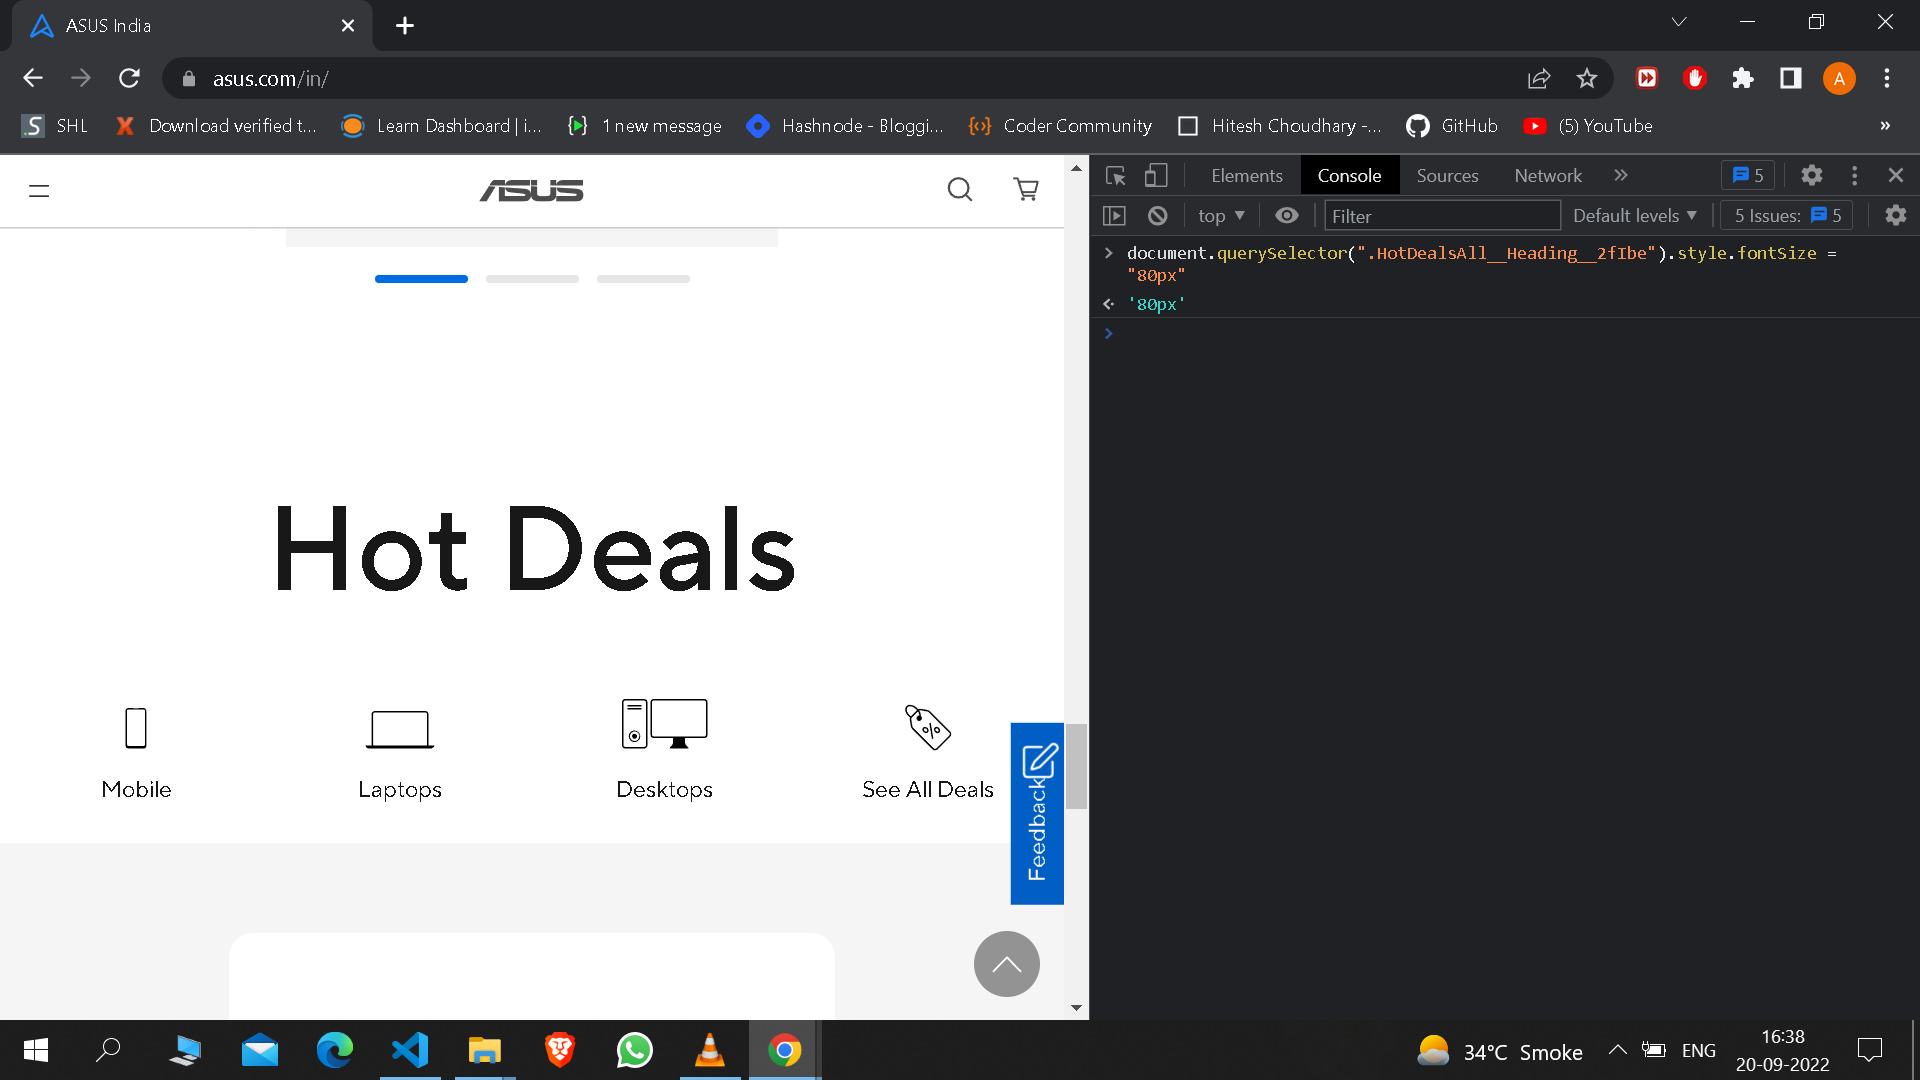 ASUS India
asus.com/in/
A
SHL
Download verified t...
Learn Dashboard | i...
1 new message
Hashnode - Bloggi...
Coder Community
Hitesh Choudhary -...
GitHub
(5) YouTube
»
ASUS
Hot Deals
Mobile
Laptops
Desktops
See All Deals
Feedback
Elements
Console
Sources
Network
5
top
Filter
Default levels
5 Issues: 5
document.querySelector(".HotDealsAll__Heading__2fIbe").style.fontSize =
"80px"
'80px'
34°C Smoke
ENG
16:38
20-09-2022